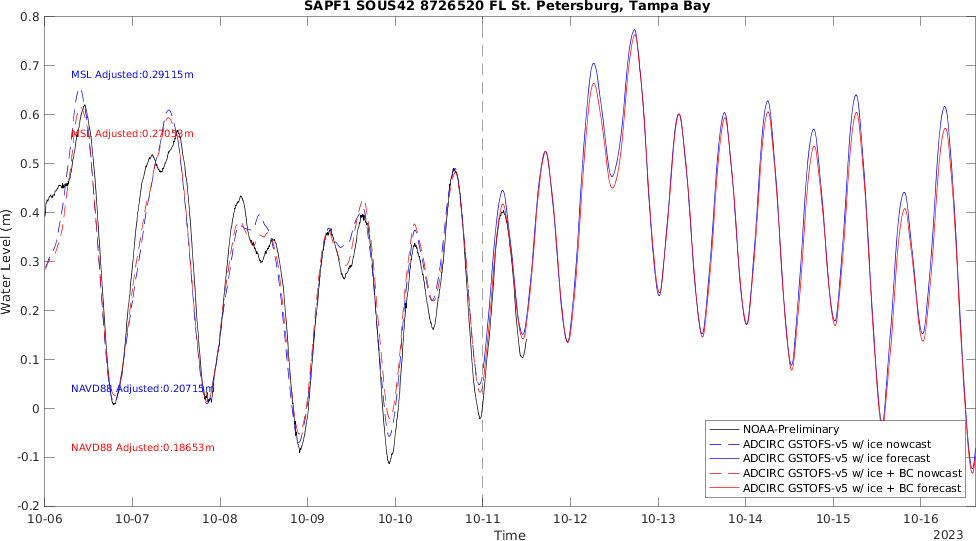 SAPF1 SOUS42 8726520 FL St. Petersburg, Tampa Bay
0.8
0.7
0.6
0.5
0.4
0.3
0.2
0.1
0
-0.1
-0.2
Water Level (m)
MSL Adjusted:0.29115m
MSL Adjusted:0.27053m
NAVD88 Adjusted:0.20715m
NAVD88 Adjusted:0.18653m
NOAA-Preliminary
ADCIRC GSTOFS-v5 w/ ice nowcast
ADCIRC GSTOFS-v5 w/ ice forecast
ADCIRC GSTOFS-v5 w/ ice + BC nowcast
ADCIRC GSTOFS-v5 w/ ice + BC forecast
10-06 10-07 10-08 10-09 10-10 10-11 10-12 10-13 10-14 10-15 10-16
Time
2023